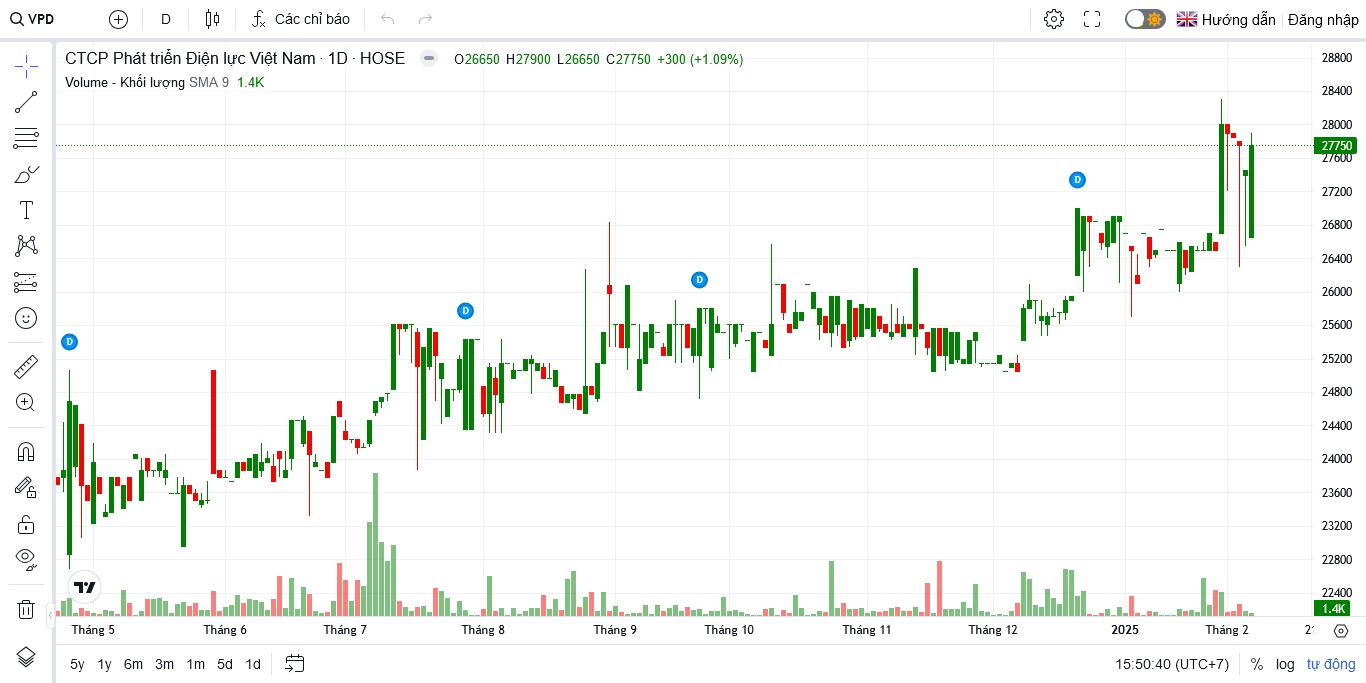 VPD D Các chỉ báo Hướng dẫn Đăng nhập
CTCP Phát triển Điện lực Việt Nam · 1D · HOSE O26650 H27900 L26650 C27750 +300 (+1.09%)
Volume - Khối lượng SMA 9 1.4K
28800
28400
28000
27750
27600
27200
26800
26400
26000
25600
25200
24800
24400
24000
23600
23200
22800
22400
1.4K
D
D
D
D
Tháng 5 Tháng 6 Tháng 7 Tháng 8 Tháng 9 Tháng 10 Tháng 11 Tháng 12 2025 Tháng 2
5y 1y 6m 3m 1m 5d 1d 15:50:40 (UTC+7) % log tự động